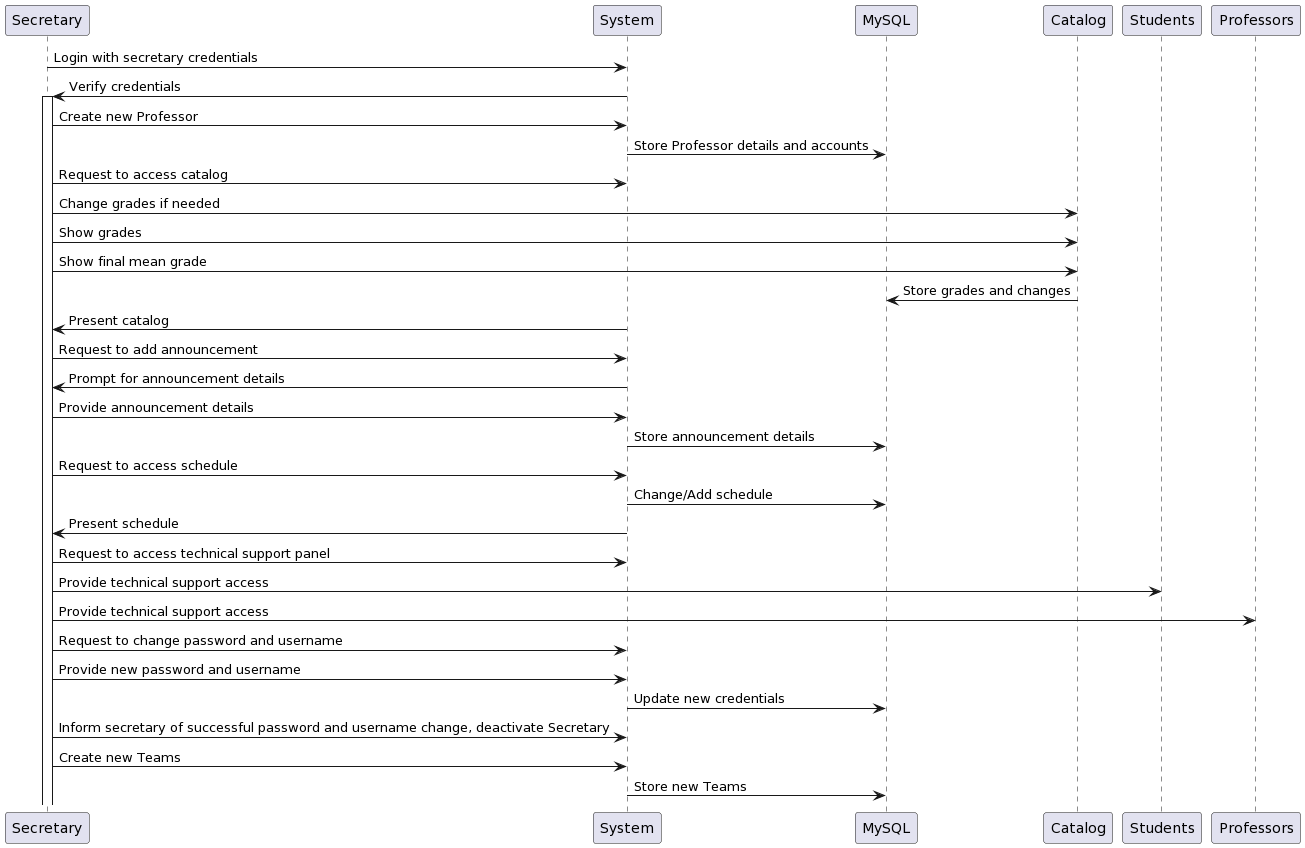 Secretary System MySQL Catalog Students Professors
Login with secretary credentials
Verify credentials
Create new Professor
Store Professor details and accounts
Request to access catalog
Change grades if needed
Show grades
Show final mean grade
Store grades and changes
Present catalog
Request to add announcement
Prompt for announcement details
Provide announcement details
Store announcement details
Request to access schedule
Change/Add schedule
Present schedule
Request to access technical support panel
Provide technical support access
Provide technical support access
Request to change password and username
Provide new password and username
Update new credentials
Inform secretary of successful password and username change, deactivate Secretary
Create new Teams
Store new Teams
Secretary System MySQL Catalog Students Professors